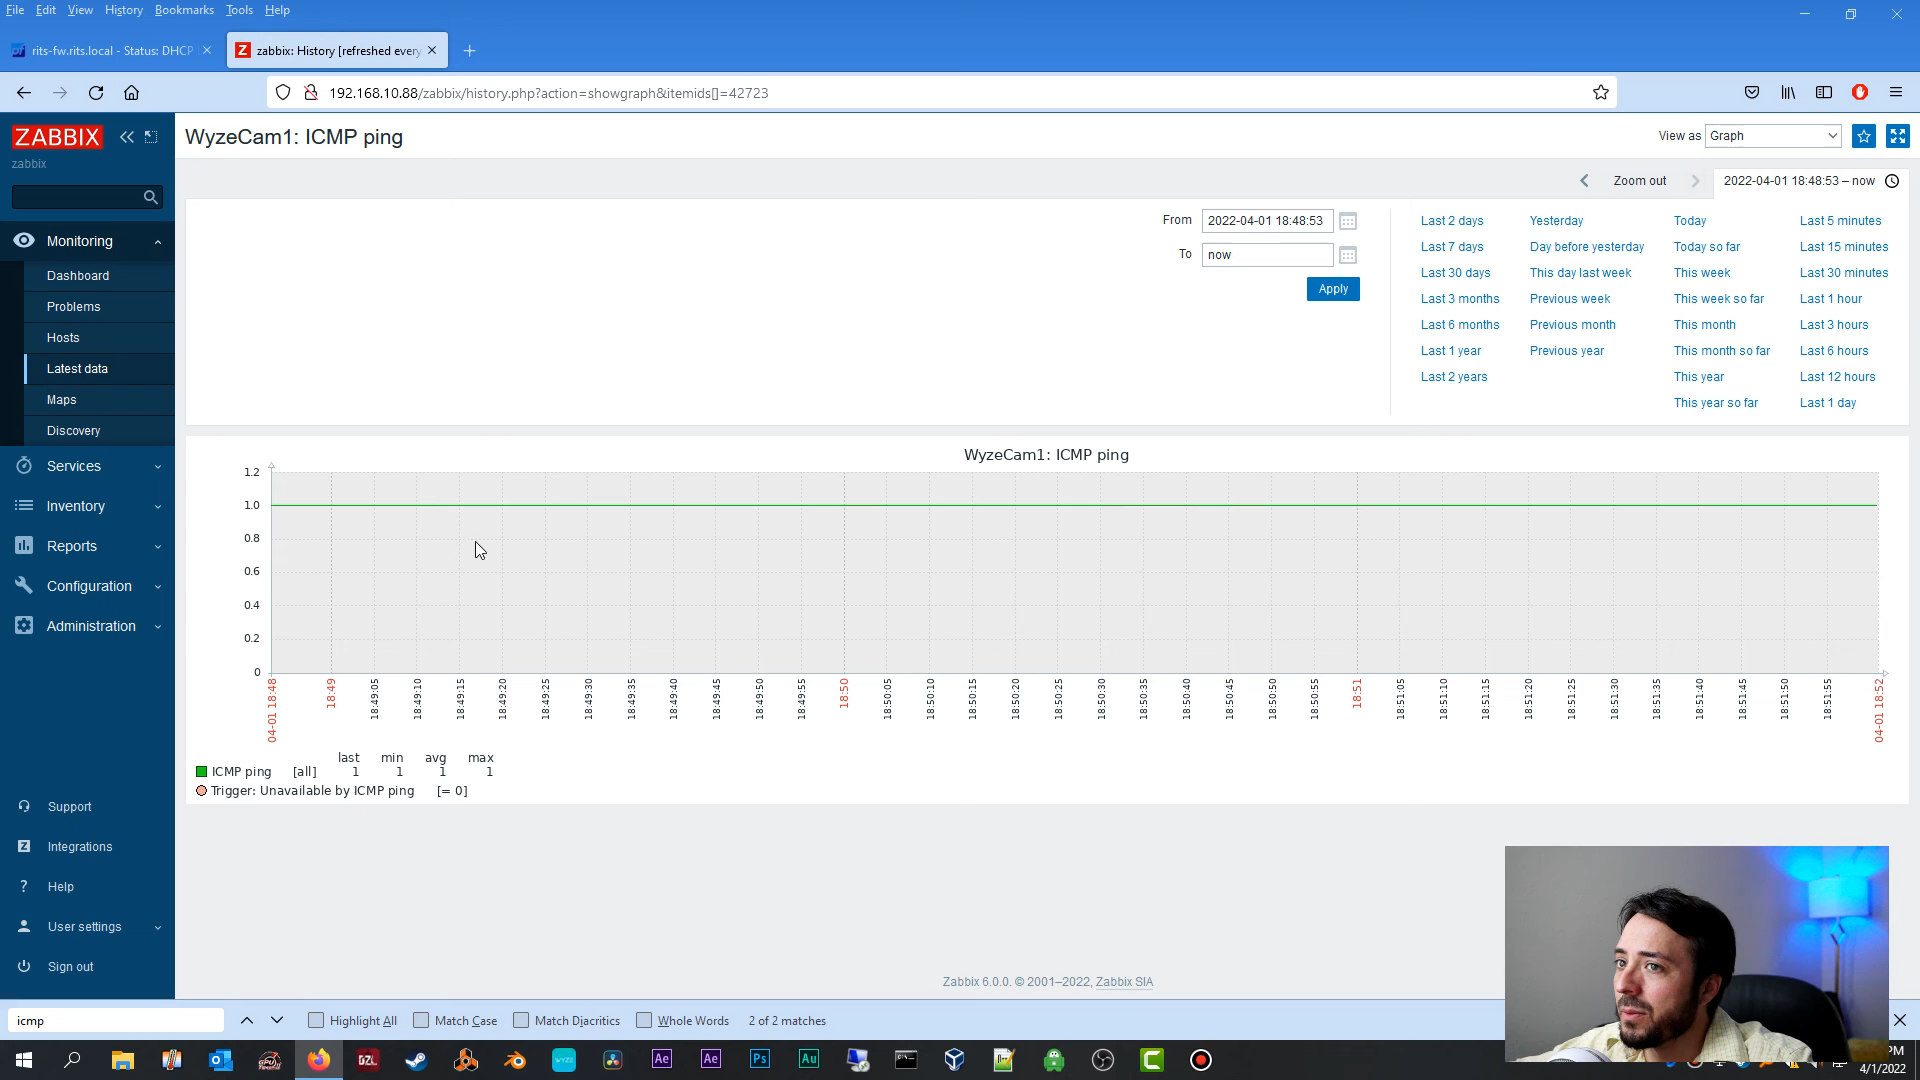 File Edit View History Bookmarks Tools Help
rits-fw.rits.local - Status: DHCP
zabbix: History [refreshed every
192.168.10.88/zabbix/history.php?action=showgraph&itemids[]=42723
ZABBIX
zabbix
Monitoring
Dashboard
Problems
Hosts
Latest data
Maps
Discovery
Services
Inventory
Reports
Configuration
Administration
Support
Integrations
Help
User settings
Sign out
WyzeCam1: ICMP ping
View as Graph
Zoom out
2022-04-01 18:48:53 – now
From 2022-04-01 18:48:53
To now
Apply
Last 2 days Yesterday Today Last 5 minutes
Last 7 days Day before yesterday Today so far Last 15 minutes
Last 30 days This day last week This week Last 30 minutes
Last 3 months Previous week This week so far Last 1 hour
Last 6 months Previous month This month Last 3 hours
Last 1 year Previous year This month so far Last 6 hours
Last 2 years This year Last 12 hours
This year so far Last 1 day
WyzeCam1: ICMP ping
1.2
1.0
0.8
0.6
0.4
0.2
0
04-01 18:48 18:49 18:49:05 18:49:10 18:49:15 18:49:20 18:49:25 18:49:30 18:49:35 18:49:40 18:49:45 18:49:50 18:49:55 18:50 18:50:05 18:50:10 18:50:15 18:50:20 18:50:25 18:50:30 18:50:35 18:50:40 18:50:45 18:50:50 18:50:55 18:51 18:51:05 18:51:10 18:51:15 18:51:20 18:51:25 18:51:30 18:51:35 18:51:40 18:51:45 18:51:50 18:51:55 04-01 18:52
last min avg max
ICMP ping [all] 1 1 1 1
Trigger: Unavailable by ICMP ping [= 0]
Zabbix 6.0.0. © 2001–2022, Zabbix SIA
icmp Highlight All Match Case Match Diacritics Whole Words 2 of 2 matches
DZL WYZE Ae Ae Ps Au
PM
4/1/2022